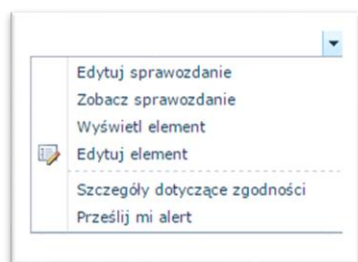 Edytuj sprawozdanie
Zobacz sprawozdanie
Wyświetl element
Edytuj element
Szczegóły dotyczące zgodności
Prześlij mi alert